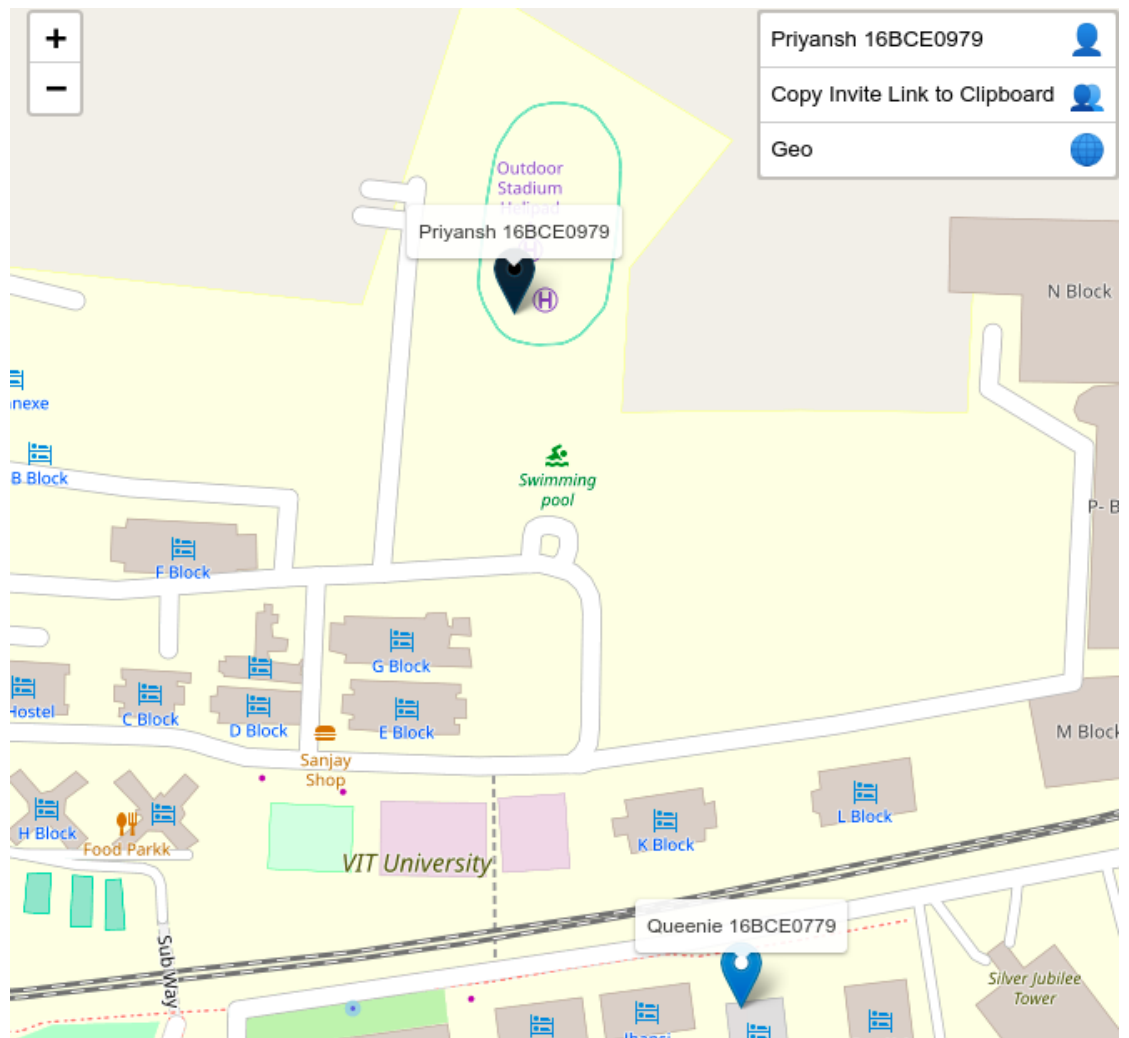 +
−
Priyansh 16BCE0979
Copy Invite Link to Clipboard
Geo
Outdoor
Stadium
Helipad
Priyansh 16BCE0979
H
H
N Block
nexe
B Block
Swimming
pool
P- B
F Block
G Block
Hostel
C Block
D Block
E Block
M Block
Sanjay
Shop
H Block
Food Parkk
L Block
K Block
VIT University
Queenie 16BCE0779
Sub Way
Silver Jubilee
Tower